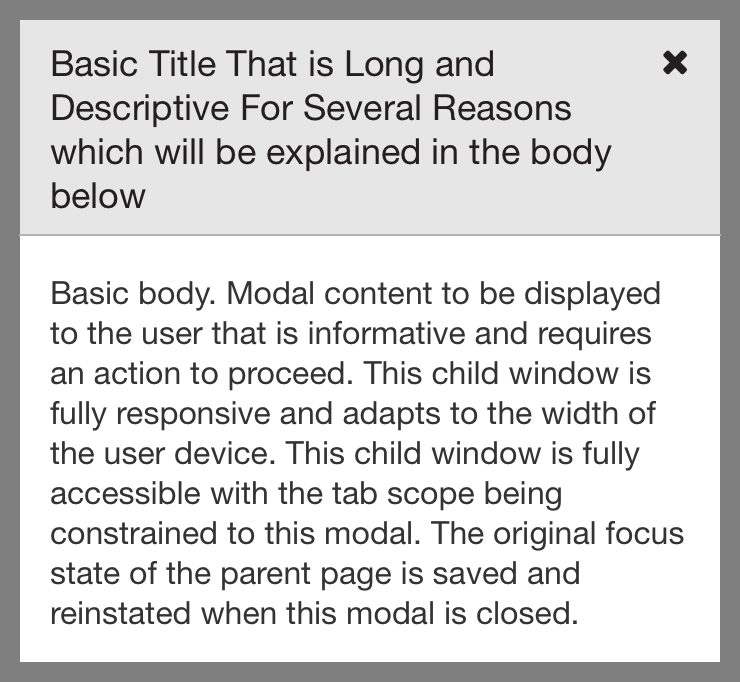 Basic Title That is Long and
Descriptive For Several Reasons
which will be explained in the body
below
Basic body. Modal content to be displayed
to the user that is informative and requires
an action to proceed. This child window is
fully responsive and adapts to the width of
the user device. This child window is fully
accessible with the tab scope being
constrained to this modal. The original focus
state of the parent page is saved and
reinstated when this modal is closed.